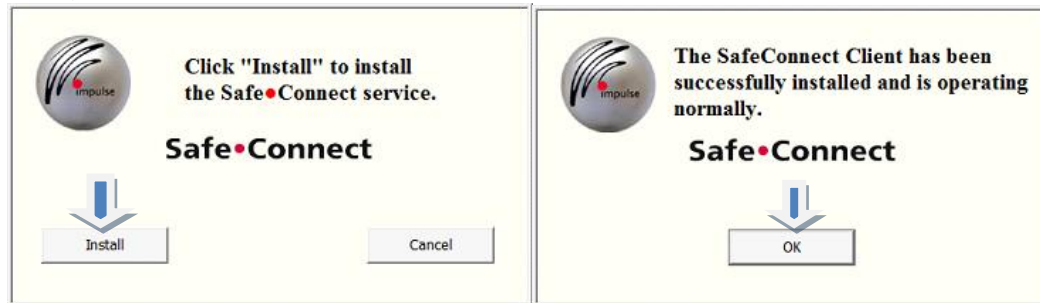 impulse
Click "Install" to install
the Safe•Connect service.
Safe•Connect
Install
Cancel
impulse
The SafeConnect Client has been
successfully installed and is operating
normally.
Safe•Connect
OK